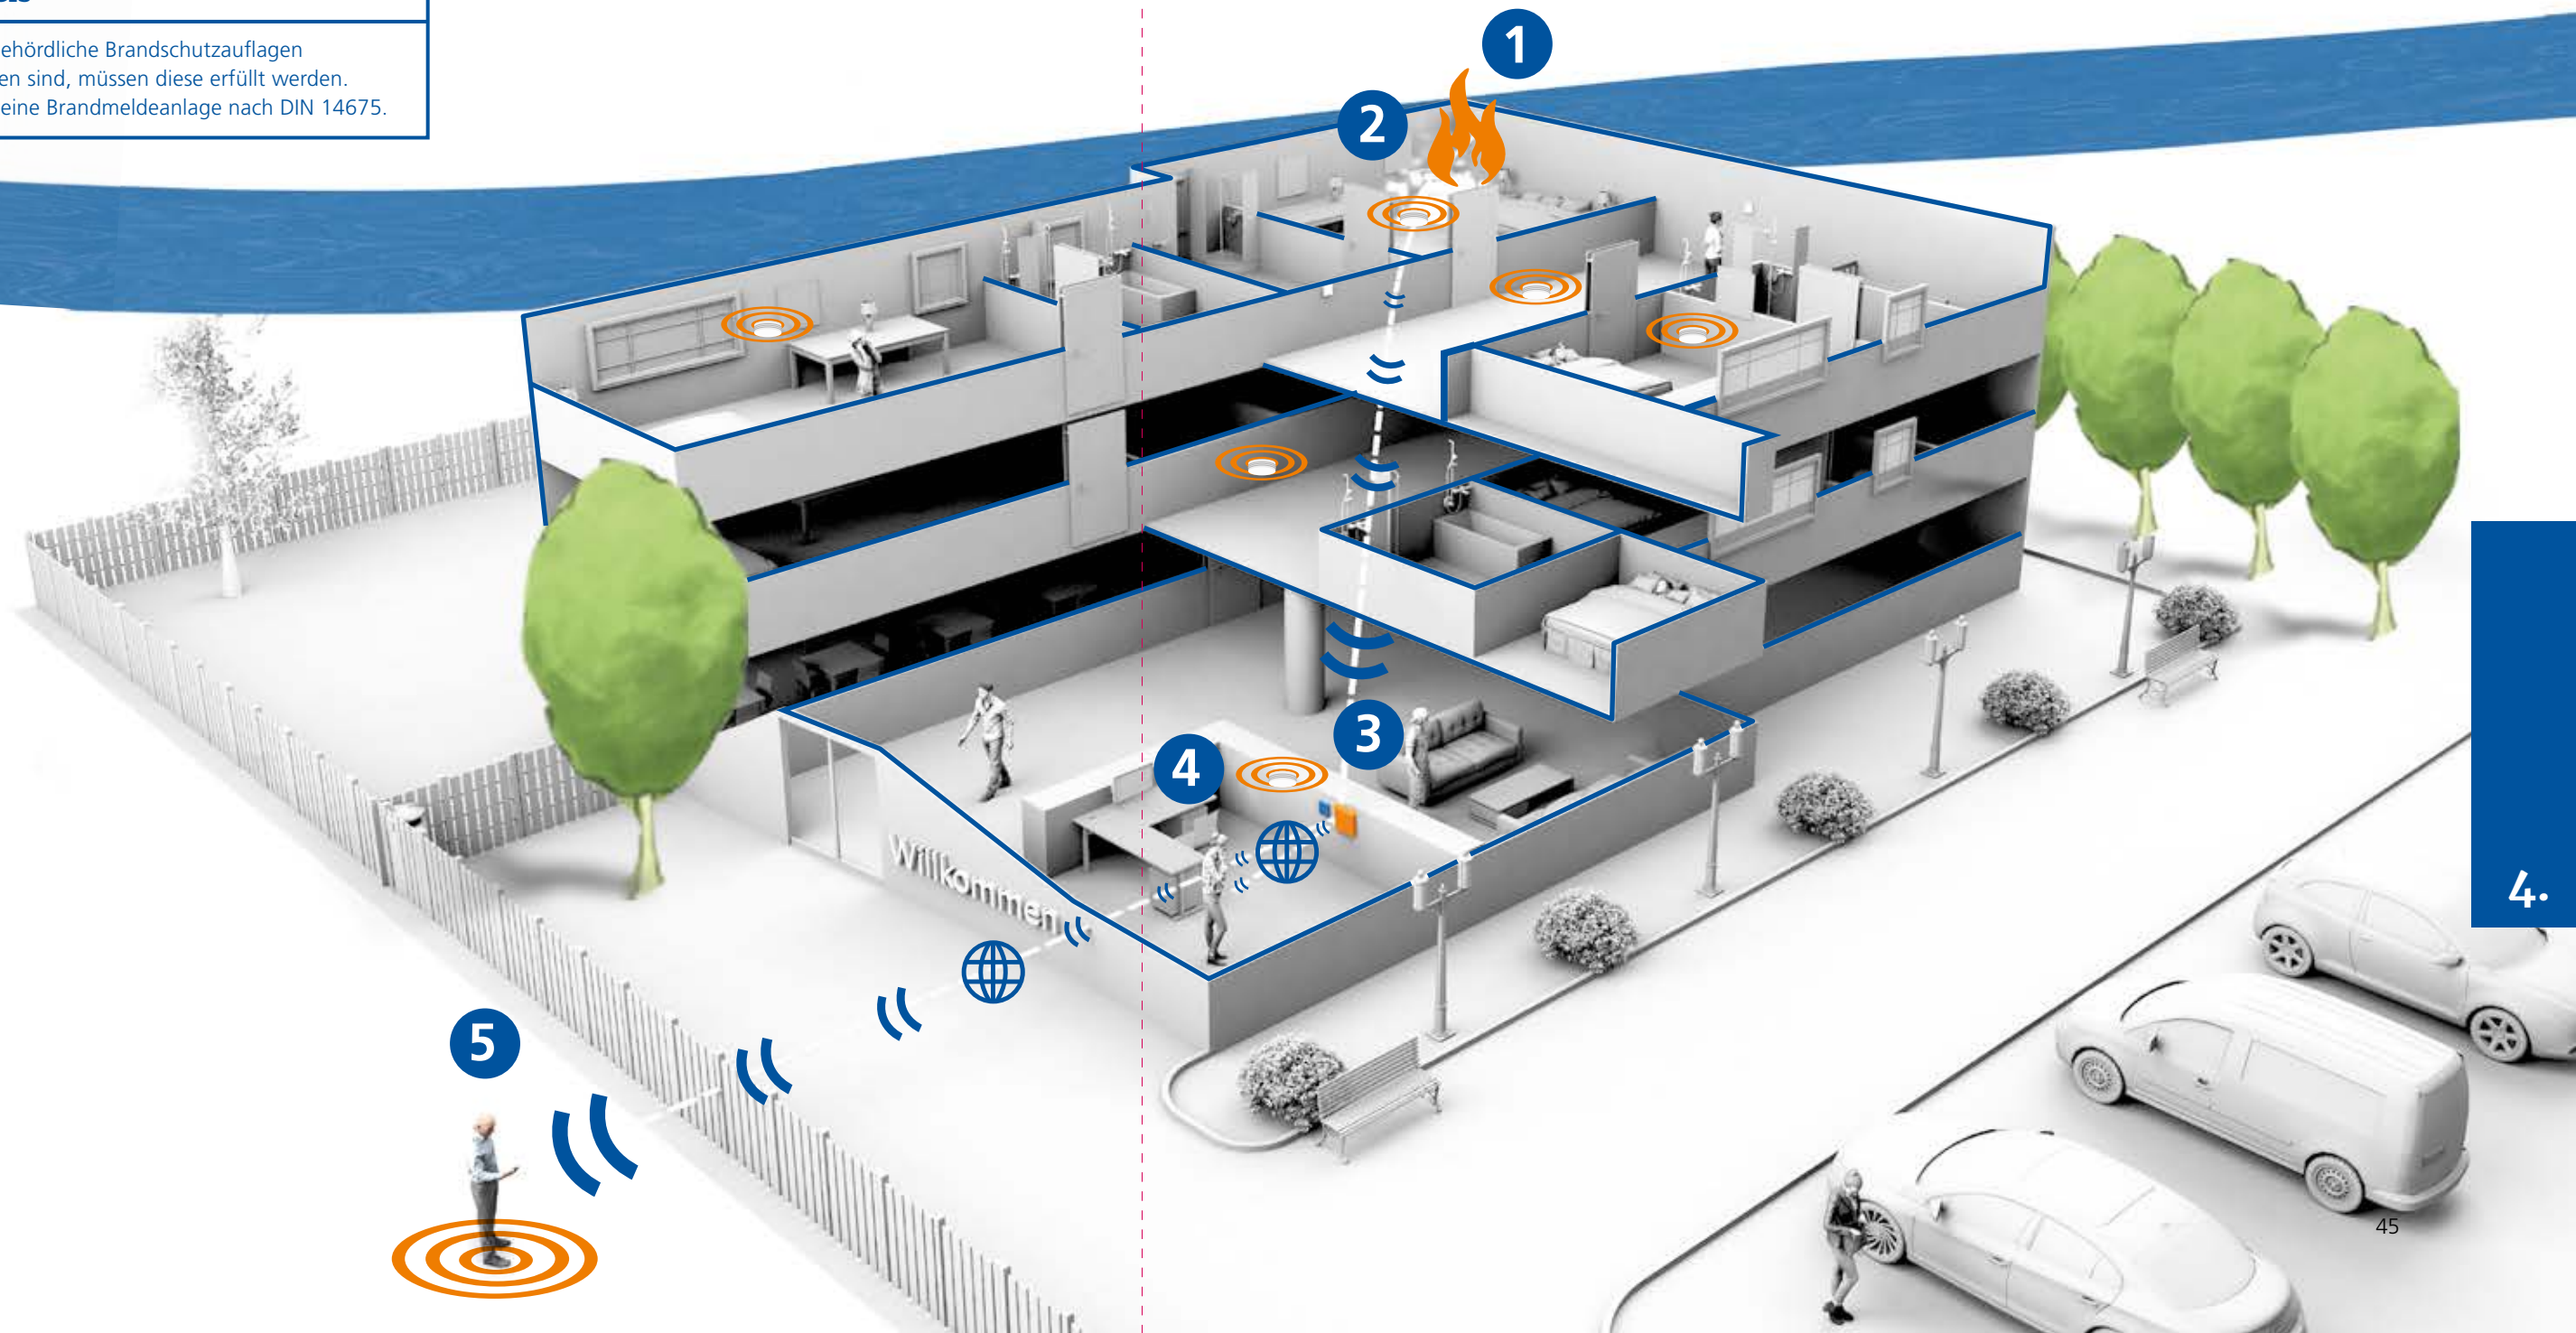 ehördliche Brandschutzauflagen
en sind, müssen diese erfüllt werden.
eine Brandmeldeanlage nach DIN 14675.
1
2
3
4
Willkommen
4.
5
45